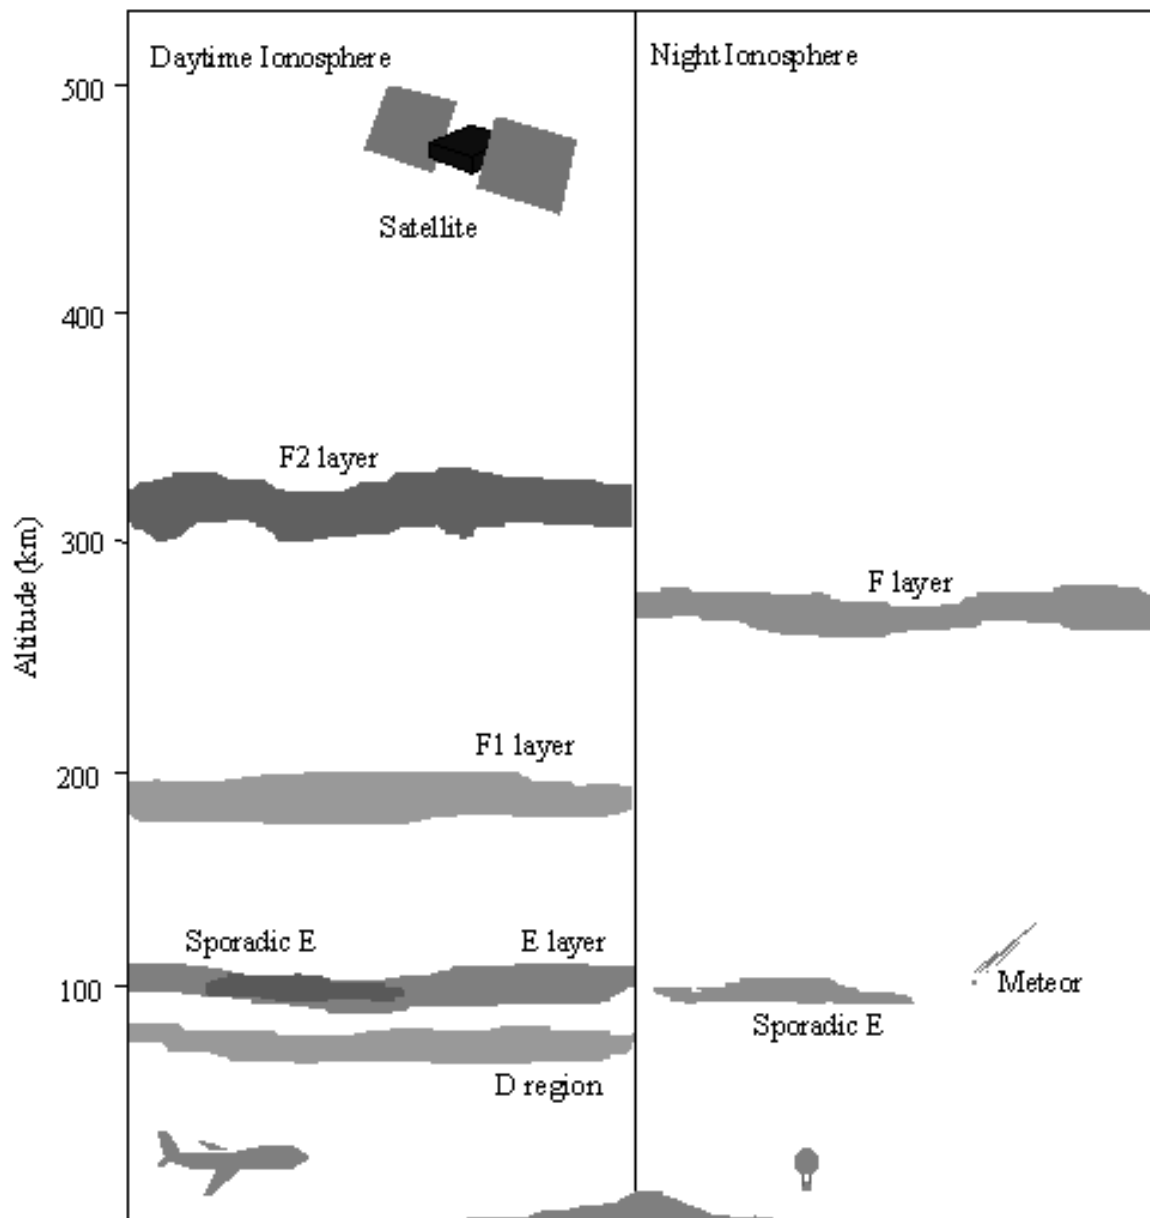 Daytime Ionosphere
Night Ionosphere
500
Satellite
400
F2 layer
Altitude (km)
300
F layer
F1 layer
200
Sporadic E
E layer
100
Meteor
Sporadic E
D region